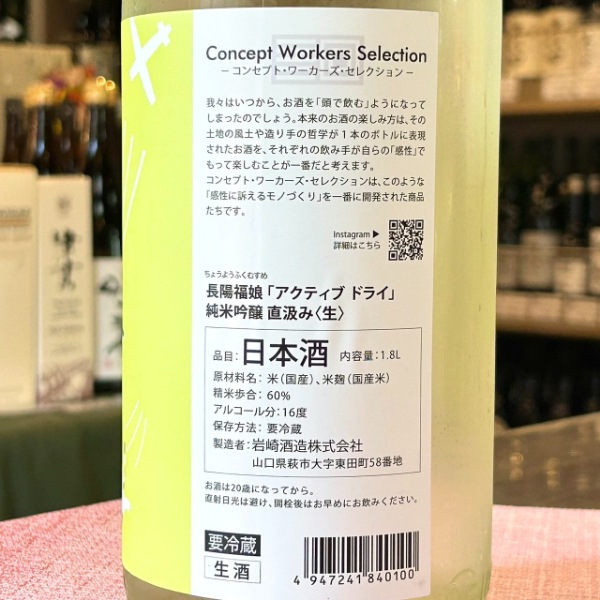 Concept Workers Selection
－コンセプト・ワーカーズ・セレクション－
我々はいつから、お酒を「頭で飲む」ようになって
しまったのでしょう。本来のお酒の楽しみ方は、その
土地の風土や造り手の哲学が1本のボトルに表現
されたお酒を、それぞれの飲み手が自らの「感性」で
もって楽しむことが一番だと考えます。
コンセプト・ワーカーズ・セレクションは、このような
「感性に訴えるモノづくり」を一番に開発された商品
たちです。
Instagram ▶
詳細はこちら
ちょうようふくむすめ
長陽福娘「アクティブ ドライ」
純米吟醸 直汲み〈生〉
品目：日本酒 内容量：1.8L
原材料名：米（国産）、米麹（国産米）
精米歩合：60%
アルコール分：16度
保存方法：要冷蔵
製造者：岩崎酒造株式会社
山口県萩市大字東田町58番地
お酒は20歳になってから。
直射日光は避け、開栓後はお早めにお飲みください。
要冷蔵
生酒
4 947241 840100